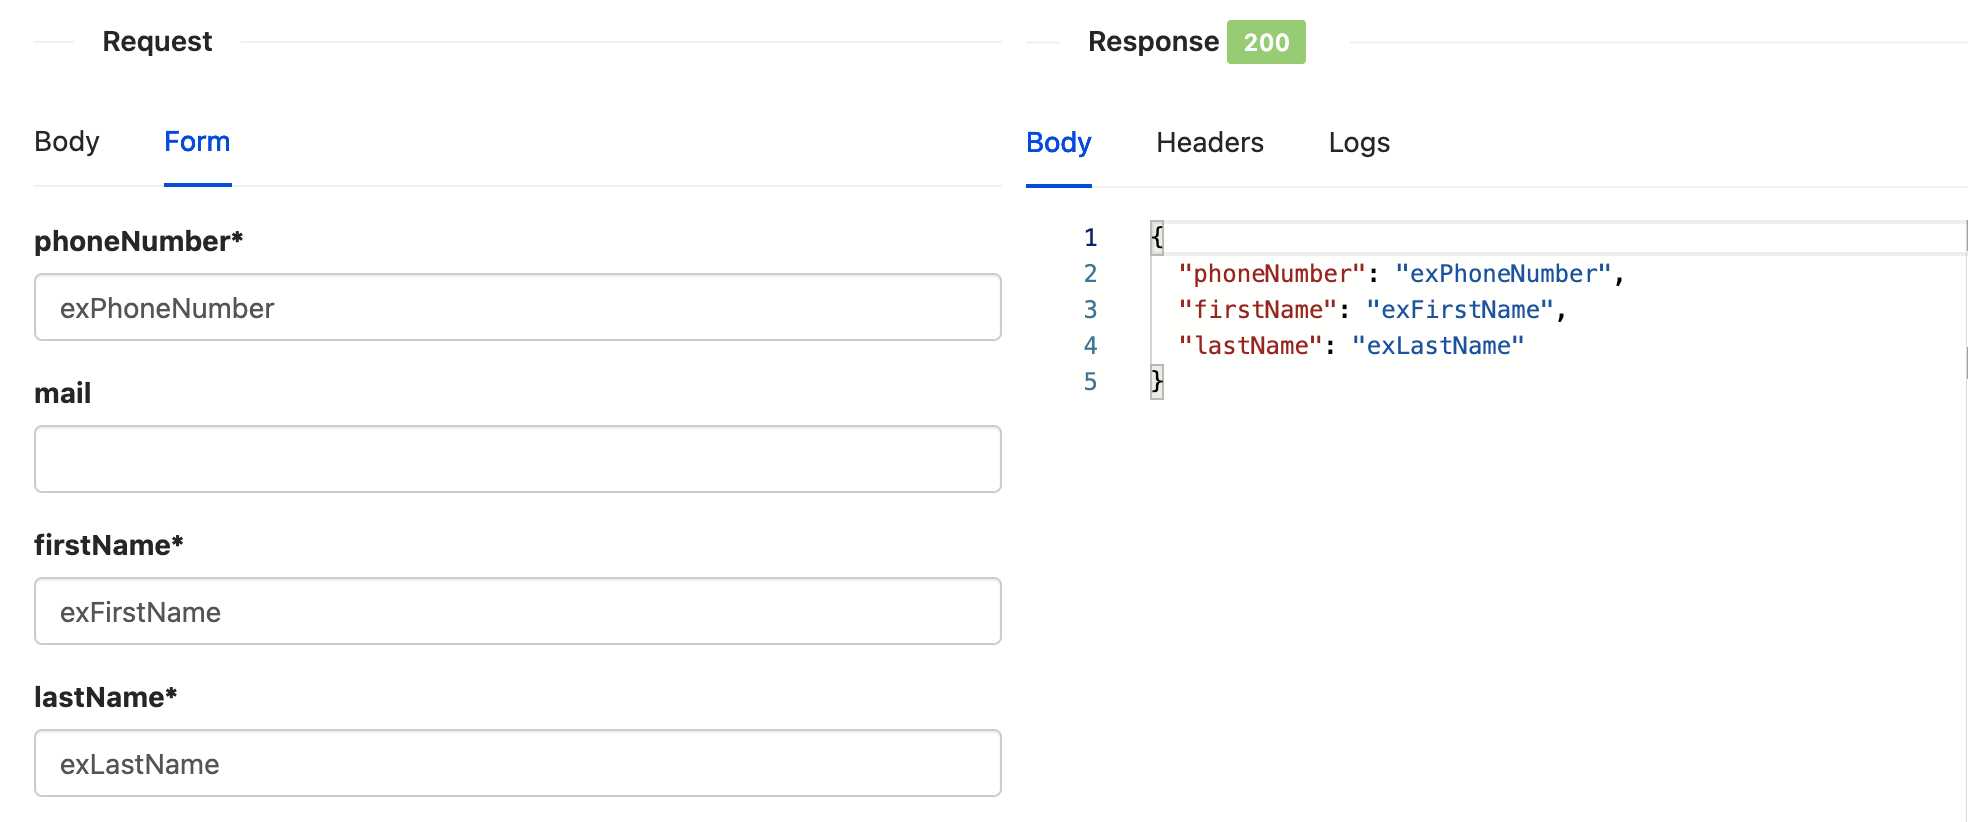 Request
Body Form
phoneNumber*
exPhoneNumber
mail
firstName*
exFirstName
lastName*
exLastName
Response 200
Body Headers Logs
1 {
2 "phoneNumber": "exPhoneNumber",
3 "firstName": "exFirstName",
4 "lastName": "exLastName"
5 }